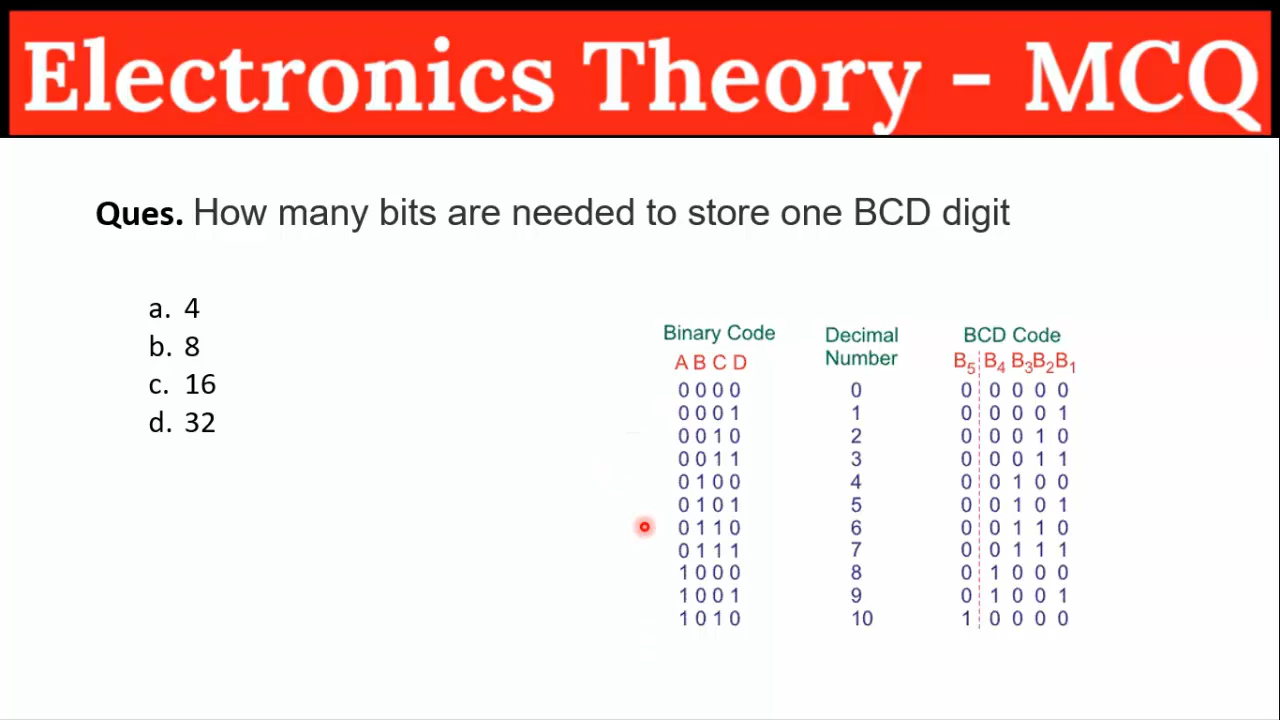 Electronics Theory - MCQ
Ques. How many bits are needed to store one BCD digit
a. 4
b. 8
c. 16
d. 32
Binary Code Decimal Number BCD Code
A B C D B5 B4 B3 B2 B1
0 0 0 0 0 0 0 0 0 0
0 0 0 1 1 0 0 0 0 1
0 0 1 0 2 0 0 0 1 0
0 0 1 1 3 0 0 0 1 1
0 1 0 0 4 0 0 1 0 0
0 1 0 1 5 0 0 1 0 1
0 1 1 0 6 0 0 1 1 0
0 1 1 1 7 0 0 1 1 1
1 0 0 0 8 0 1 0 0 0
1 0 0 1 9 0 1 0 0 1
1 0 1 0 10 1 0 0 0 0